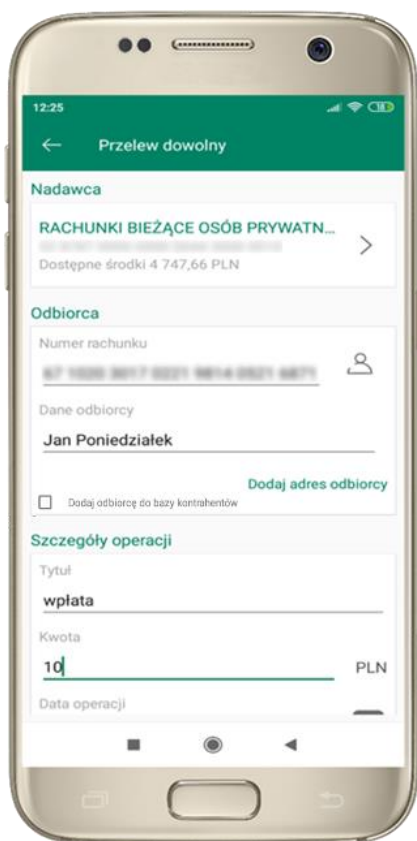 12:25
Przelew dowolny
Nadawca
RACHUNKI BIEŻĄCE OSÓB PRYWATN...
Dostępne środki 4 747,66 PLN
Odbiorca
Numer rachunku
Dane odbiorcy
Jan Poniedziałek
Dodaj adres odbiorcy
Dodaj odbiorcę do bazy kontrahentów
Szczegóły operacji
Tytuł
wpłata
Kwota
10 PLN
Data operacji